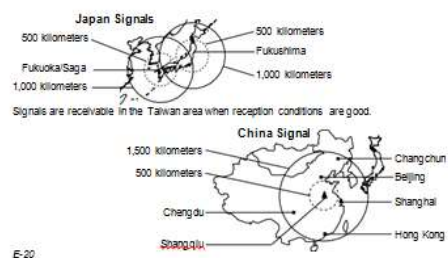 Japan Signals
500 kilometers
500 kilometers
Fukushima
Fukuoka/Saga
1,000 kilometers
1,000 kilometers
Signals are receivable in the Taiwan area when reception conditions are good.
China Signal
1,500 kilometers
Changchun
500 kilometers
Beijing
Shanghai
Chengdu
Hong Kong
Shangqiu
E-20